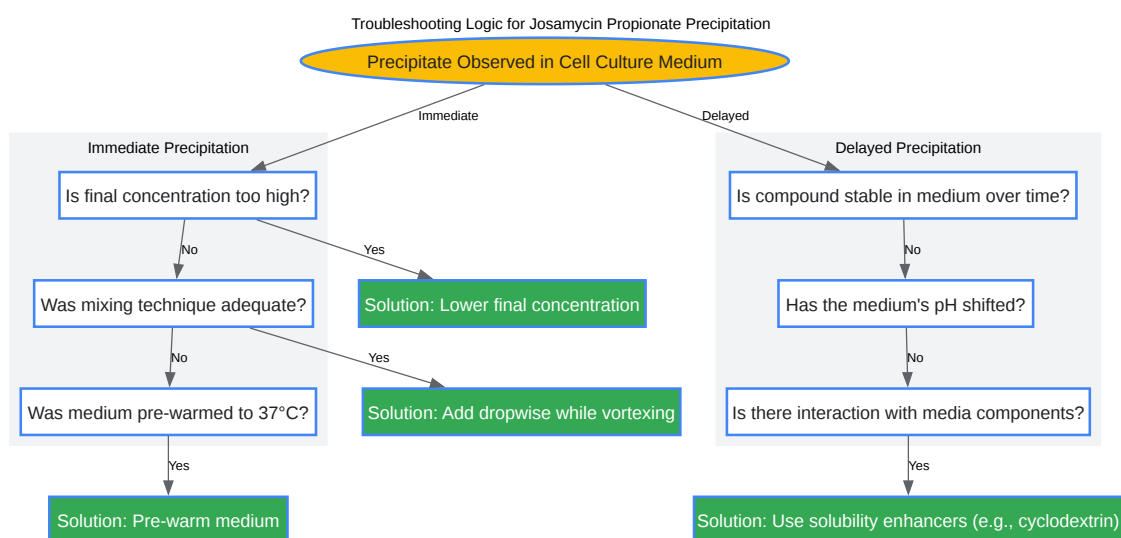 Troubleshooting Logic for Josamycin Propionate Precipitation
Precipitate Observed in Cell Culture Medium
Immediate
Delayed
Immediate Precipitation
Delayed Precipitation
Is final concentration too high?
Is compound stable in medium over time?
No
Yes
No
Was mixing technique adequate?
Solution: Lower final concentration
Has the medium's pH shifted?
No
Yes
No
Was medium pre-warmed to 37°C?
Solution: Add dropwise while vortexing
Is there interaction with media components?
Yes
Yes
Solution: Pre-warm medium
Solution: Use solubility enhancers (e.g., cyclodextrin)